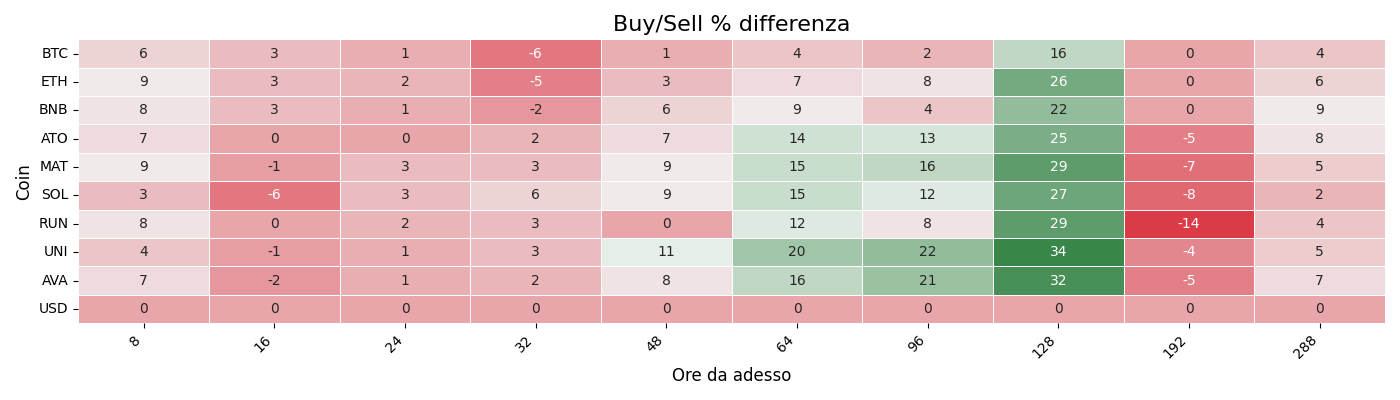 Buy/Sell % differenza
Coin
BTC 6 3 1 -6 1 4 2 16 0 4
ETH 9 3 2 -5 3 7 8 26 0 6
BNB 8 3 1 -2 6 9 4 22 0 9
ATO 7 0 0 2 7 14 13 25 -5 8
MAT 9 -1 3 3 9 15 16 29 -7 5
SOL 3 -6 3 6 9 15 12 27 -8 2
RUN 8 0 2 3 0 12 8 29 -14 4
UNI 4 -1 1 3 11 20 22 34 -4 5
AVA 7 -2 1 2 8 16 21 32 -5 7
USD 0 0 0 0 0 0 0 0 0 0
8 16 24 32 48 64 96 128 192 288
Ore da adesso